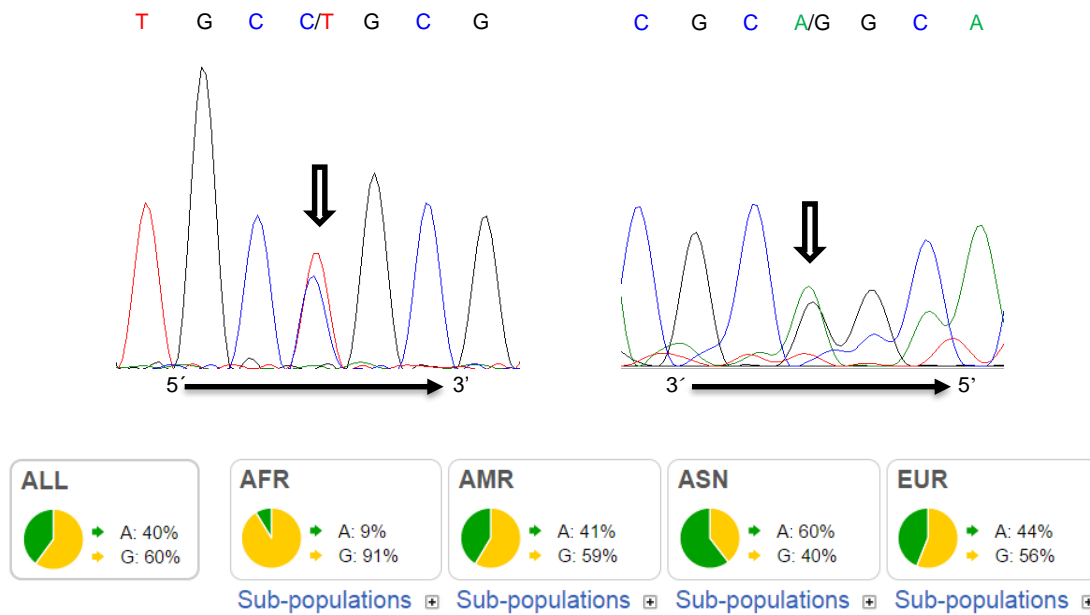 T G C C/T G C G
C G C A/G G C A
5´ 3'
3´ 5'
ALL
A: 40%
G: 60%
AFR
A: 9%
G: 91%
Sub-populations +
AMR
A: 41%
G: 59%
Sub-populations +
ASN
A: 60%
G: 40%
Sub-populations +
EUR
A: 44%
G: 56%
Sub-populations +